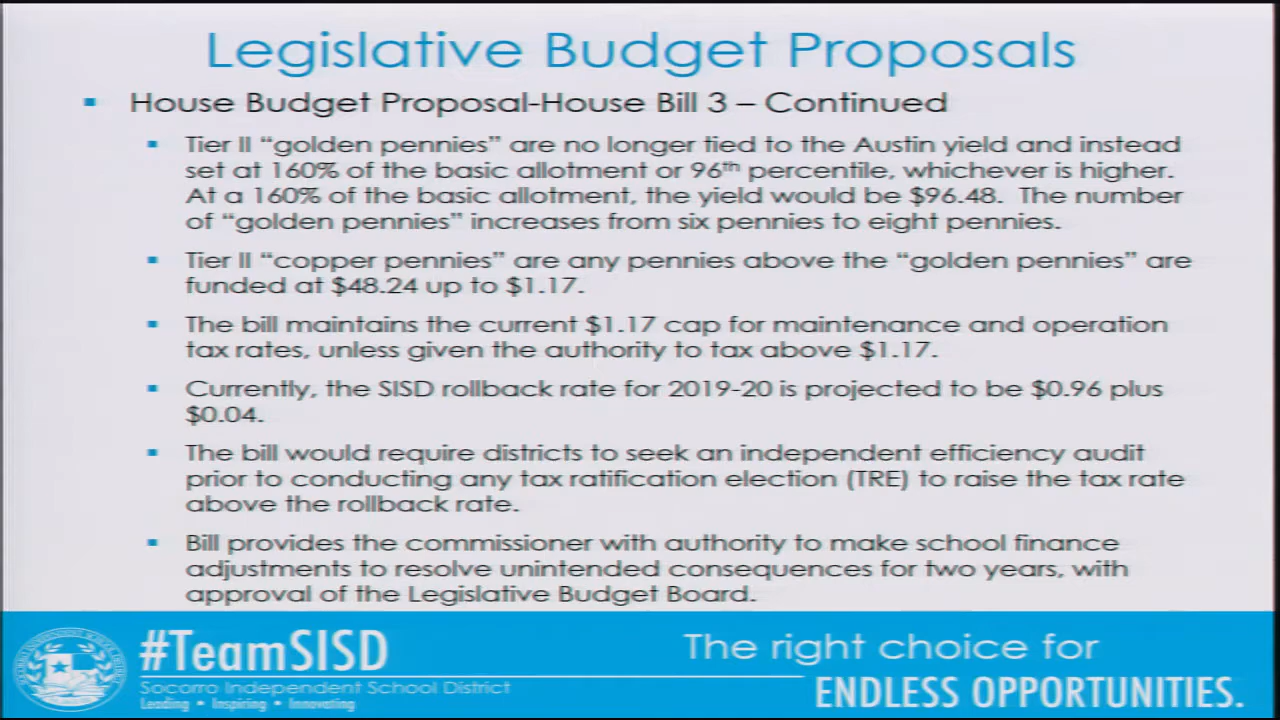 Legislative Budget Proposals
▪ House Budget Proposal-House Bill 3 – Continued
▪ Tier II “golden pennies” are no longer tied to the Austin yield and instead
set at 160% of the basic allotment or 96th percentile, whichever is higher.
At a 160% of the basic allotment, the yield would be $96.48. The number
of “golden pennies” increases from six pennies to eight pennies.
▪ Tier II “copper pennies” are any pennies above the “golden pennies” are
funded at $48.24 up to $1.17.
▪ The bill maintains the current $1.17 cap for maintenance and operation
tax rates, unless given the authority to tax above $1.17.
▪ Currently, the SISD rollback rate for 2019-20 is projected to be $0.96 plus
$0.04.
▪ The bill would require districts to seek an independent efficiency audit
prior to conducting any tax ratification election (TRE) to raise the tax rate
above the rollback rate.
▪ Bill provides the commissioner with authority to make school finance
adjustments to resolve unintended consequences for two years, with
approval of the Legislative Budget Board.
#TeamSISD
Socorro Independent School District
Leading • Inspiring • Innovating
The right choice for
ENDLESS OPPORTUNITIES.